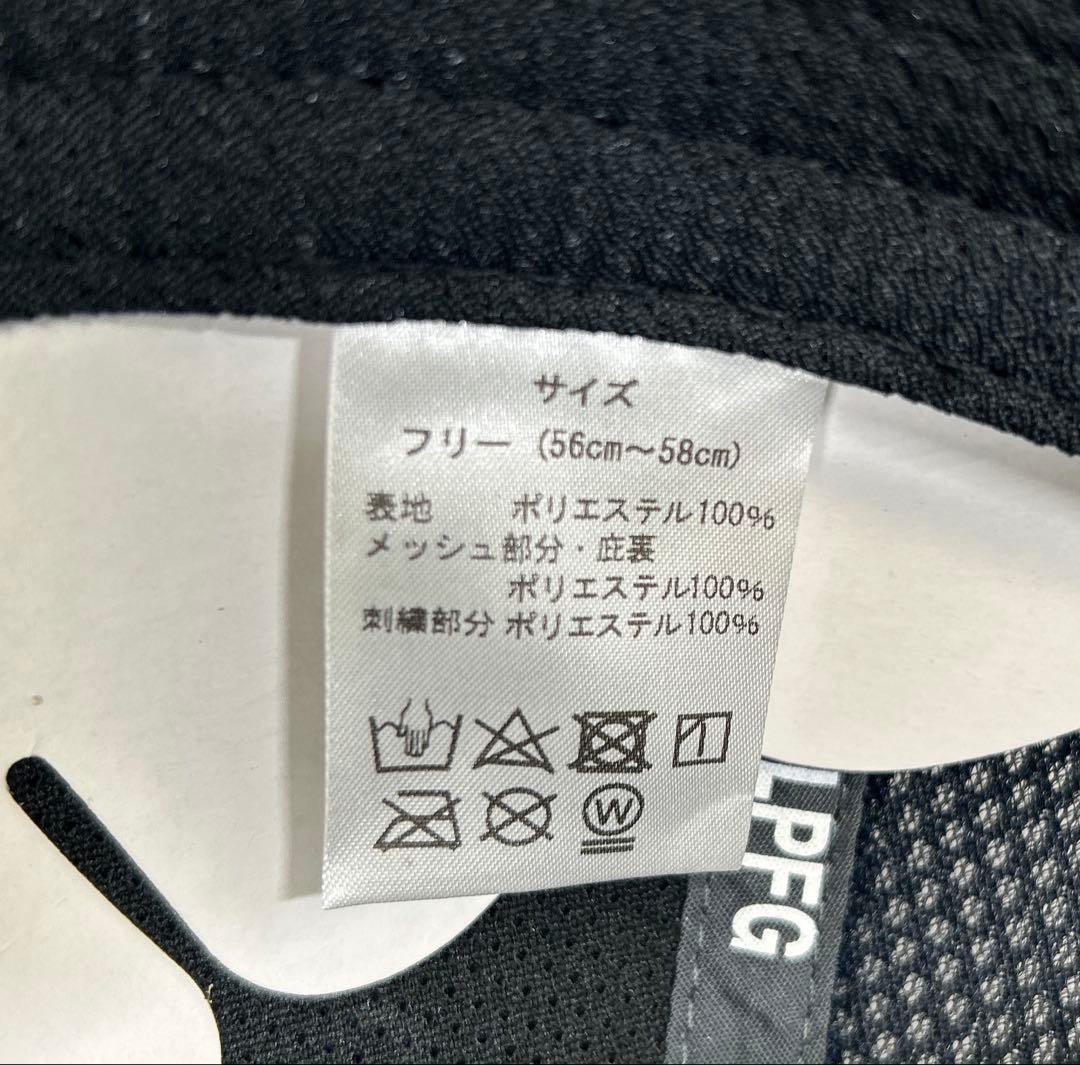 サイズ
フリー (56cm～58cm)
表地 ポリエステル100%
メッシュ部分・庇裏
ポリエステル100%
刺繍部分 ポリエステル100%
W
LPFG